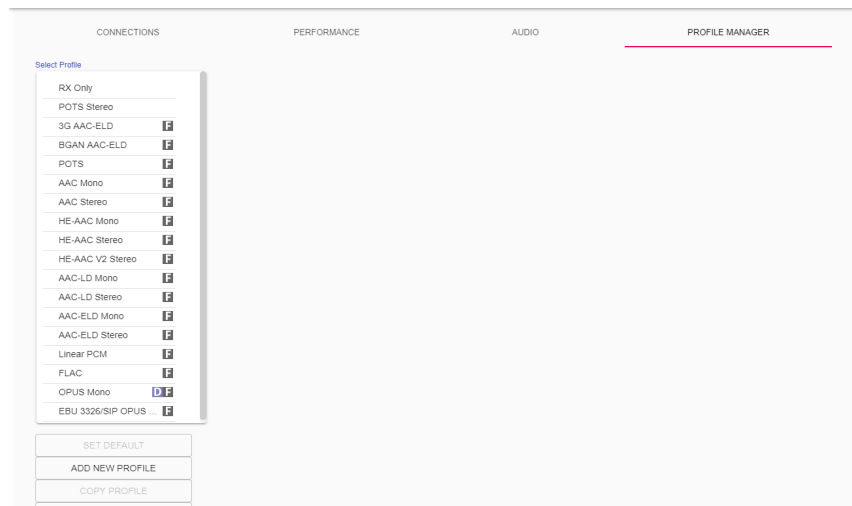 CONNECTIONS PERFORMANCE AUDIO PROFILE MANAGER
Select Profile
RX Only
POTS Stereo
3G AAC-ELD F
BGAN AAC-ELD F
POTS F
AAC Mono F
AAC Stereo F
HE-AAC Mono F
HE-AAC Stereo F
HE-AAC V2 Stereo F
AAC-LD Mono F
AAC-LD Stereo F
AAC-ELD Mono F
AAC-ELD Stereo F
Linear PCM F
FLAC F
OPUS Mono D F
EBU 3326/SIP OPUS ... F
SET DEFAULT
ADD NEW PROFILE
COPY PROFILE